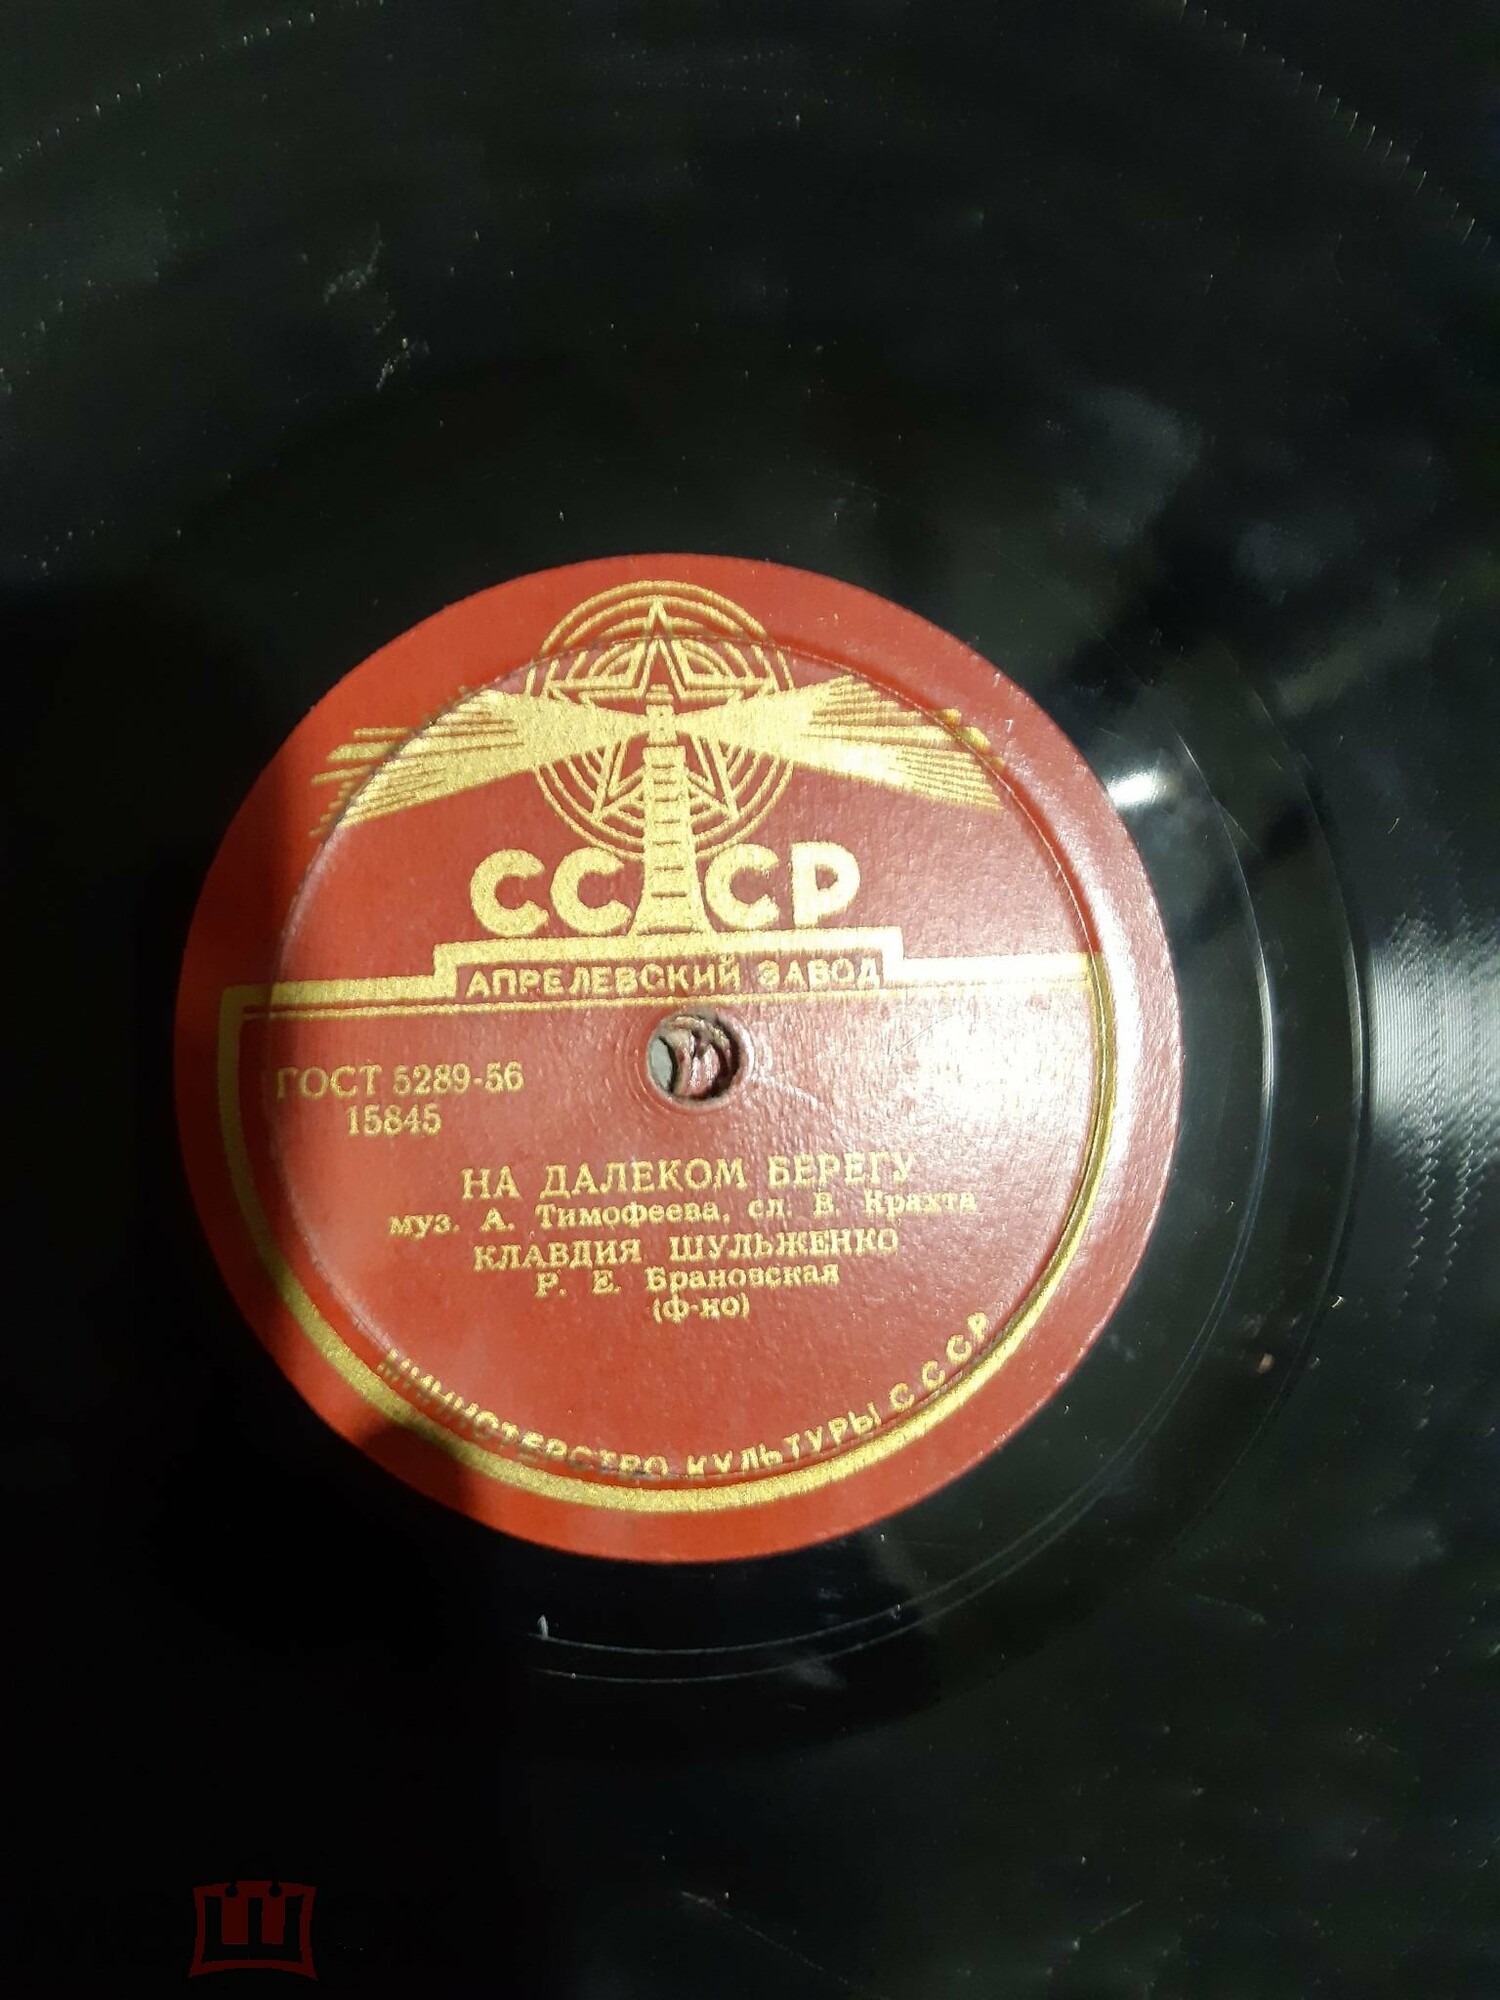 СССР
АПРЕЛЕВСКИЙ ЗАВОД
ГОСТ 5289-56
15845
НА ДАЛЕКОМ БЕРЕГУ
муз. А. Тимофеева, сл. В. Крахта
КЛАВДИЯ ШУЛЬЖЕНКО
Р. Е. Брановская
(ф-но)
МИНИСТЕРСТВО КУЛЬТУРЫ СССР